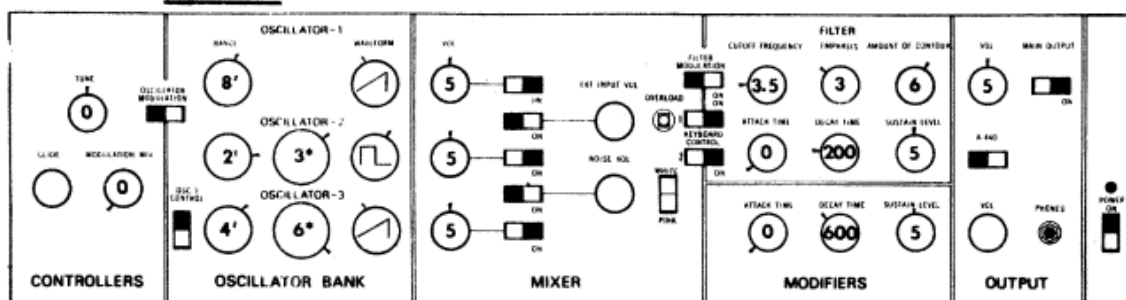 OSCILLATOR-1
RANGE
WAVEFORM
8'
TUNE
0
OSCILLATOR
MODULATION
OSCILLATOR-2
2'
3*
GLIDE
MODULATION MIX
0
OSC 3
CONTROL
OSCILLATOR-3
4'
6*
CONTROLLERS
OSCILLATOR BANK
VOL
5
ON
EXT INPUT VOL
OVERLOAD
ON
5
ON
NOISE VOL
WHITE
ON
PINK
5
ON
MIXER
FILTER
CUTOFF FREQUENCY
EMPHASIS
AMOUNT OF CONTOUR
FILTER
MODULATION
3.5
3
6
ON
ON
1
KEYBOARD
CONTROL
2
ON
ATTACK TIME
DECAY TIME
SUSTAIN LEVEL
0
200
5
ATTACK TIME
DECAY TIME
SUSTAIN LEVEL
0
600
5
MODIFIERS
VOL
MAIN OUTPUT
5
ON
A-440
VOL
PHONES
OUTPUT
POWER
ON